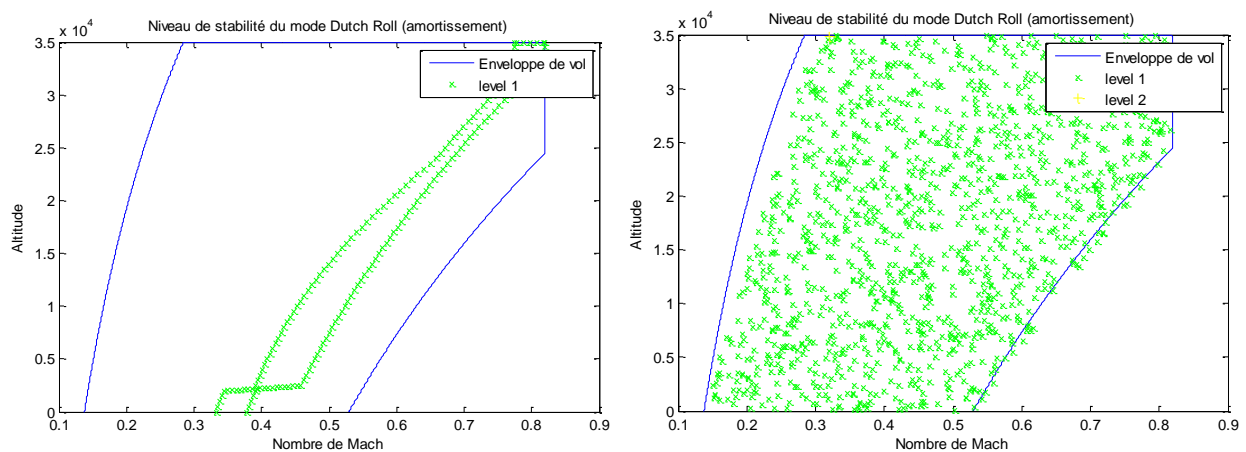 Niveau de stabilité du mode Dutch Roll (amortissement)
x 10⁴
3.5
3
2.5
2
1.5
1
0.5
0
Altitude
Enveloppe de vol
level 1
0.1 0.2 0.3 0.4 0.5 0.6 0.7 0.8 0.9
Nombre de Mach
Niveau de stabilité du mode Dutch Roll (amortissement)
x 10⁴
3.5
3
2.5
2
1.5
1
0.5
0
Altitude
Enveloppe de vol
level 1
level 2
0.1 0.2 0.3 0.4 0.5 0.6 0.7 0.8 0.9
Nombre de Mach